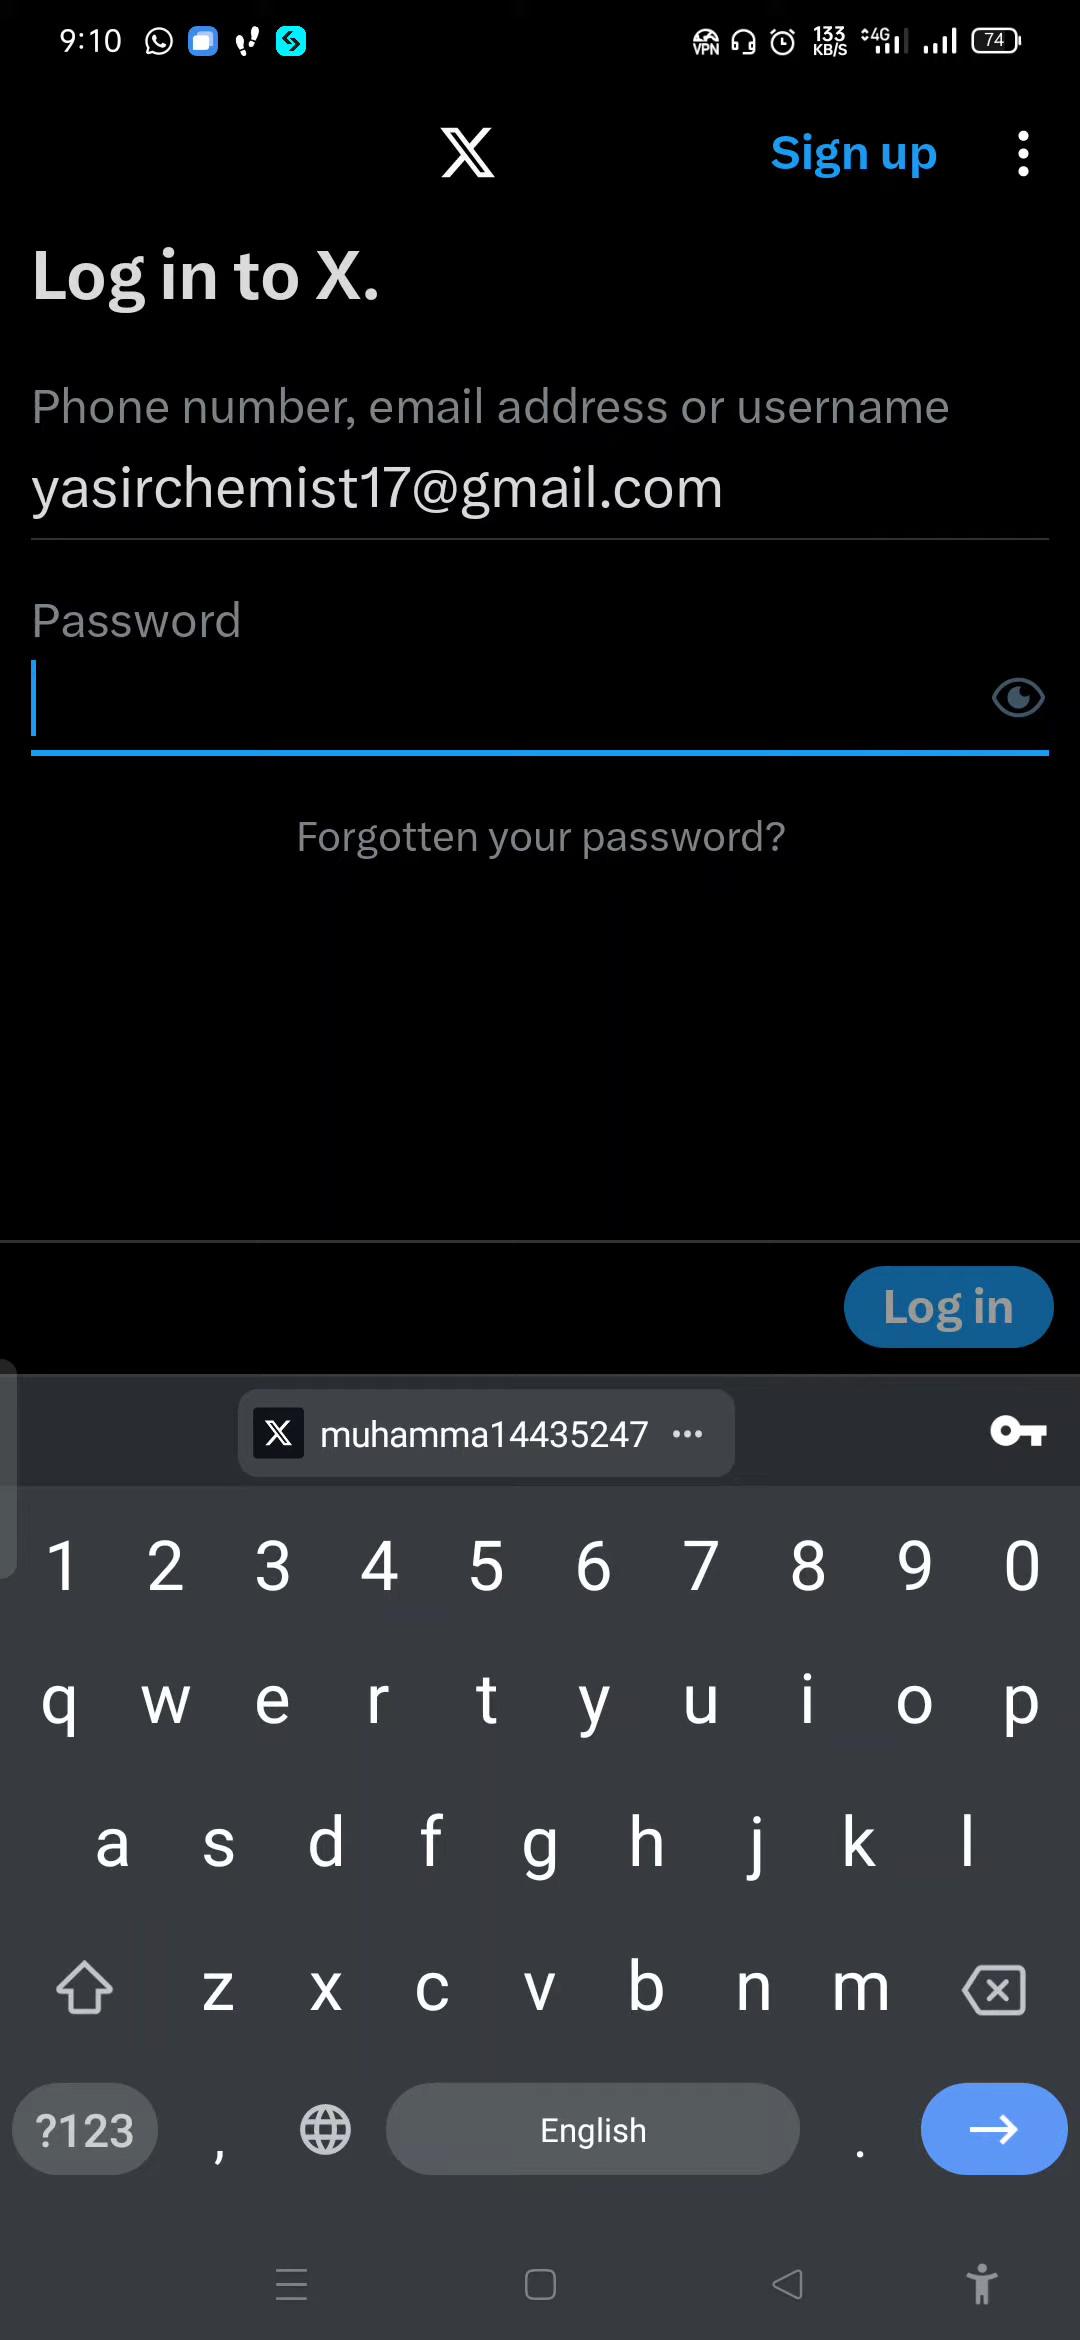 9:10 VPN 133 KB/S 4G 74
X Sign up
Log in to X.
Phone number, email address or username
yasirchemist17@gmail.com
Password
Forgotten your password?
Log in
X muhamma14435247 •••
1 2 3 4 5 6 7 8 9 0
q w e r t y u i o p
a s d f g h j k l
z x c v b n m
?123 , English .